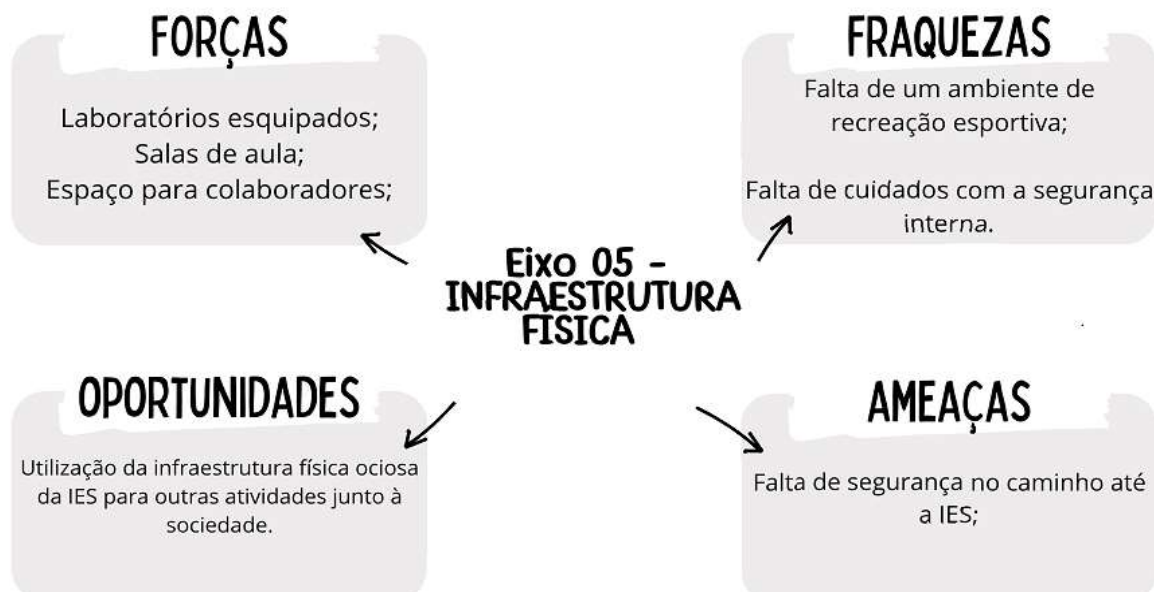 FORÇAS
Laboratórios esquipados;
Salas de aula;
Espaço para colaboradores;
FRAQUEZAS
Falta de um ambiente de
recreação esportiva;
Falta de cuidados com a segurança
interna.
Eixo 05 -
INFRAESTRUTURA
FÍSICA
OPORTUNIDADES
Utilização da infraestrutura física ociosa
da IES para outras atividades junto à
sociedade.
AMEAÇAS
Falta de segurança no caminho até
a IES;